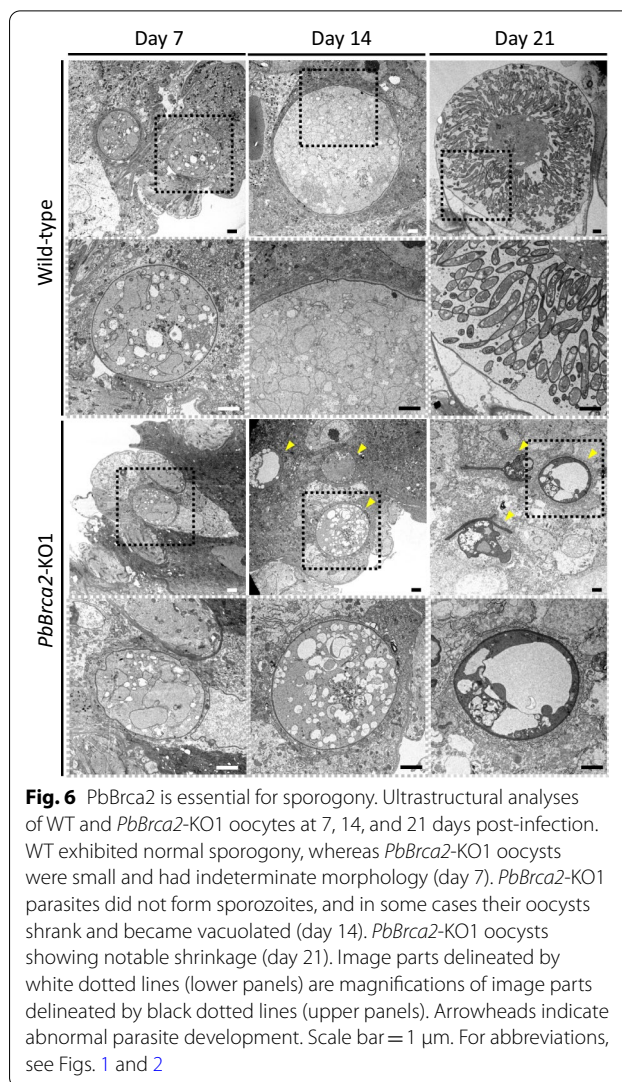 Day 7
Day 14
Day 21
Wild-type
PbBrca2-KO1
Fig. 6 PbBrca2 is essential for sporogony. Ultrastructural analyses
of WT and PbBrca2-KO1 oocytes at 7, 14, and 21 days post-infection.
WT exhibited normal sporogony, whereas PbBrca2-KO1 oocysts
were small and had indeterminate morphology (day 7). PbBrca2-KO1
parasites did not form sporozoites, and in some cases their oocysts
shrank and became vacuolated (day 14). PbBrca2-KO1 oocysts
showing notable shrinkage (day 21). Image parts delineated by
white dotted lines (lower panels) are magnifications of image parts
delineated by black dotted lines (upper panels). Arrowheads indicate
abnormal parasite development. Scale bar = 1 μm. For abbreviations,
see Figs. 1 and 2